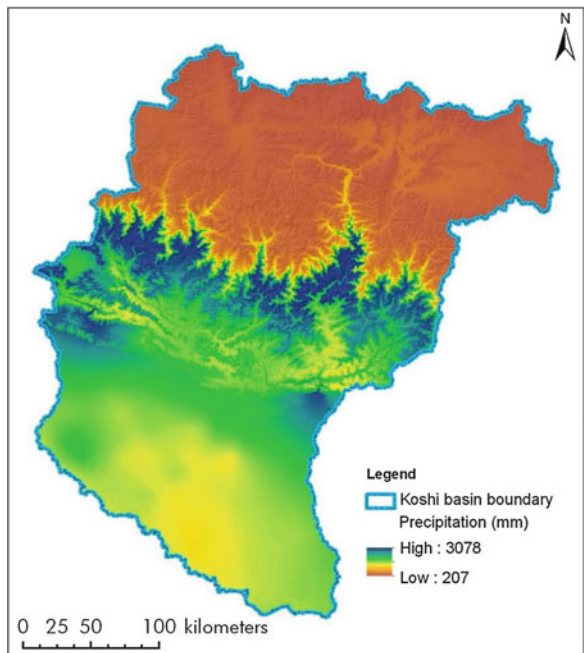 N
Legend
Koshi basin boundary
Precipitation (mm)
High : 3078
Low : 207
0 25 50 100 kilometers